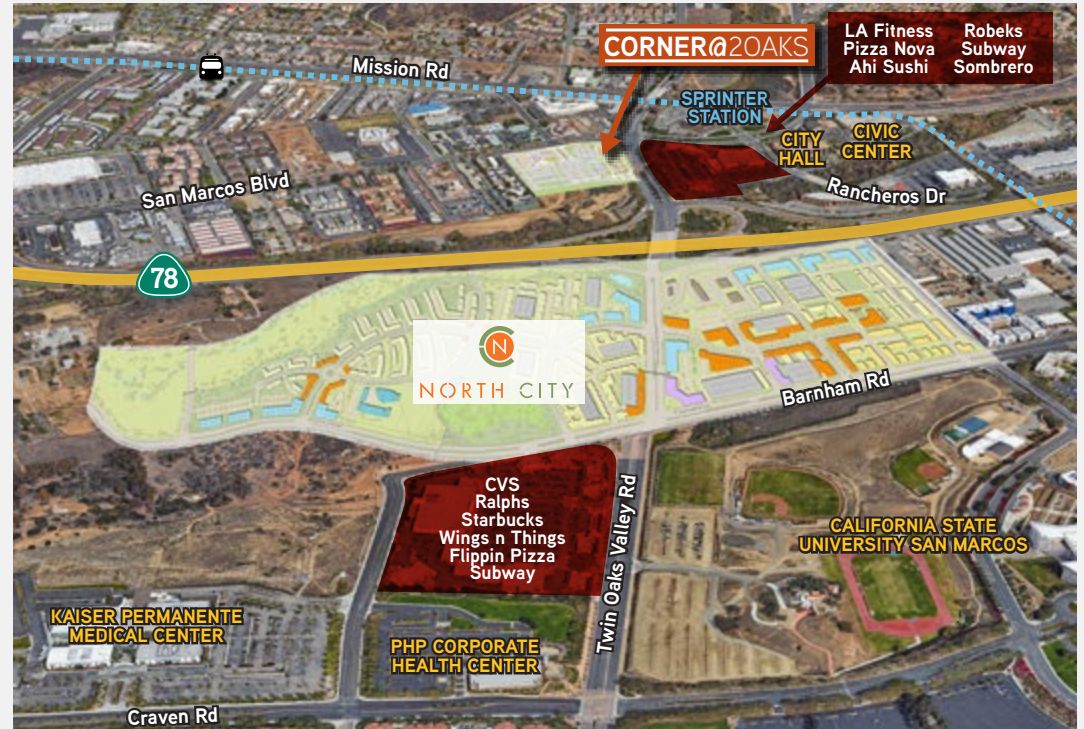 CORNER@2OAKS
LA Fitness Robeks
Pizza Nova Subway
Ahi Sushi Sombrero
Mission Rd
SPRINTER
STATION
CITY
HALL
CIVIC
CENTER
San Marcos Blvd
Rancheros Dr
78
N
NORTH CITY
Barnham Rd
CVS
Ralphs
Starbucks
Wings n Things
Flippin Pizza
Subway
Twin Oaks Valley Rd
CALIFORNIA STATE
UNIVERSITY SAN MARCOS
KAISER PERMANENTE
MEDICAL CENTER
PHP CORPORATE
HEALTH CENTER
Craven Rd